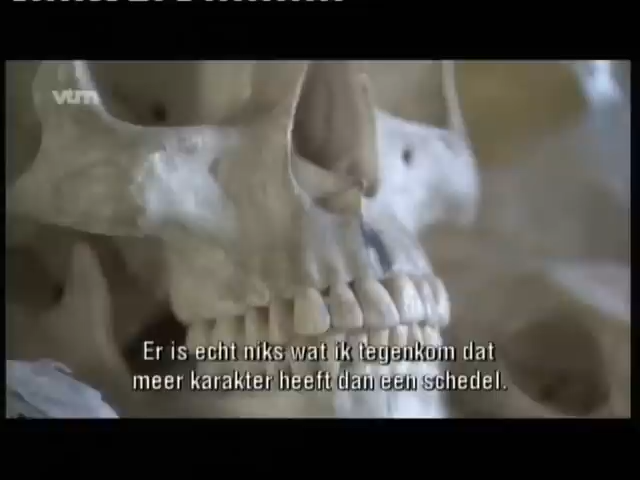 vtm
Er is echt niks wat ik tegenkom dat
meer karakter heeft dan een schedel.